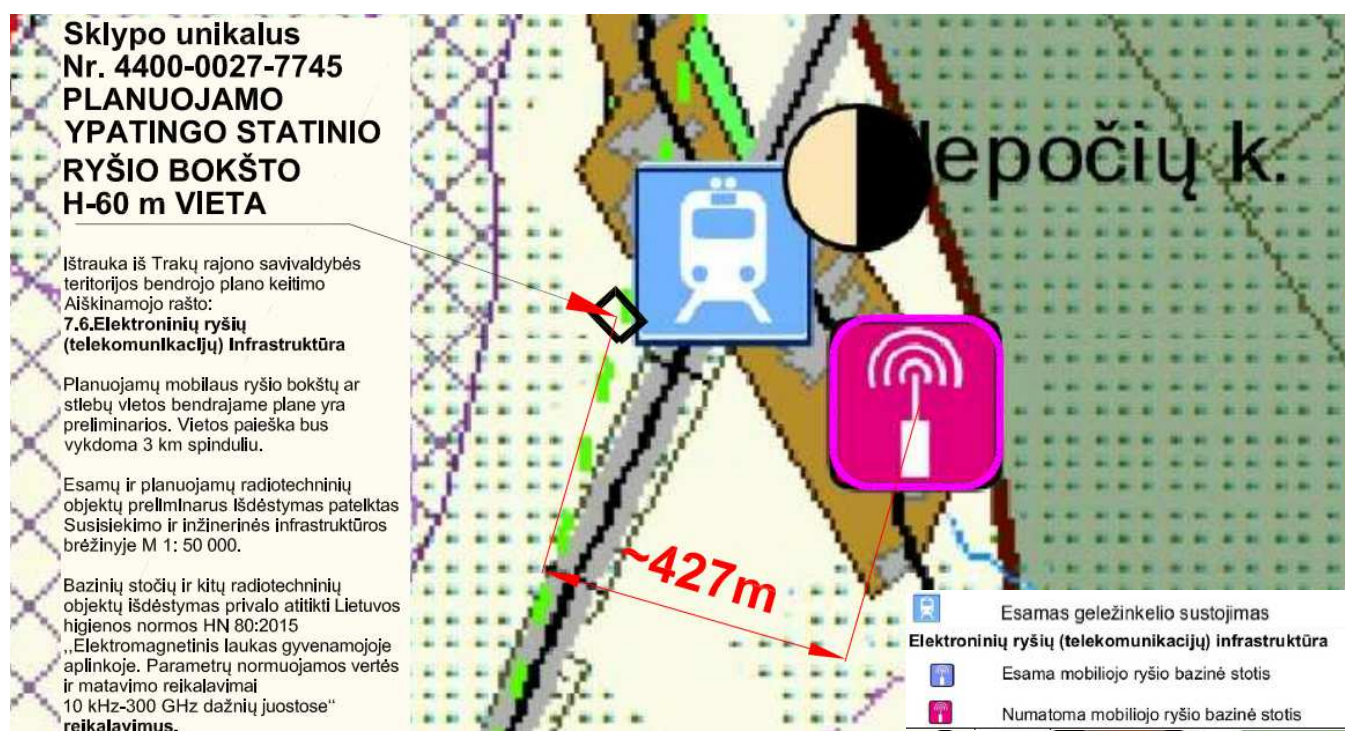 Sklypo unikalus
Nr. 4400-0027-7745
PLANUOJAMO
YPATINGO STATINIO
RYŠIO BOKŠTO
H-60 m VIETA
Ištrauka iš Trakų rajono savivaldybės
teritorijos bendrojo plano keitimo
Aiškinamojo rašto:
7.6.Elektroninių ryšių
(telekomunikacijų) Infrastruktūra
Planuojamų mobilaus ryšio bokštų ar
stiebų vietos bendrajame plane yra
preliminarios. Vietos paieška bus
vykdoma 3 km spinduliu.
Esamų ir planuojamų radiotechninių
objektų preliminarus Išdėstymas pateiktas
Susisiekimo ir inžinerinės infrastruktūros
brėžinyje M 1: 50 000.
Bazinių stočių ir kitų radiotechninių
objektų išdėstymas privalo atitikti Lietuvos
higienos normos HN 80:2015
,,Elektromagnetinis laukas gyvenamojoje
aplinkoje. Parametrų normuojamos vertės
ir matavimo reikalavimai
10 kHz-300 GHz dažnių juostose“
reikalavimus.
epočių k.
~427m
Esamas geležinkelio sustojimas
Elektroninių ryšių (telekomunikacijų) infrastruktūra
Esama mobiliojo ryšio bazinė stotis
Numatoma mobiliojo ryšio bazinė stotis